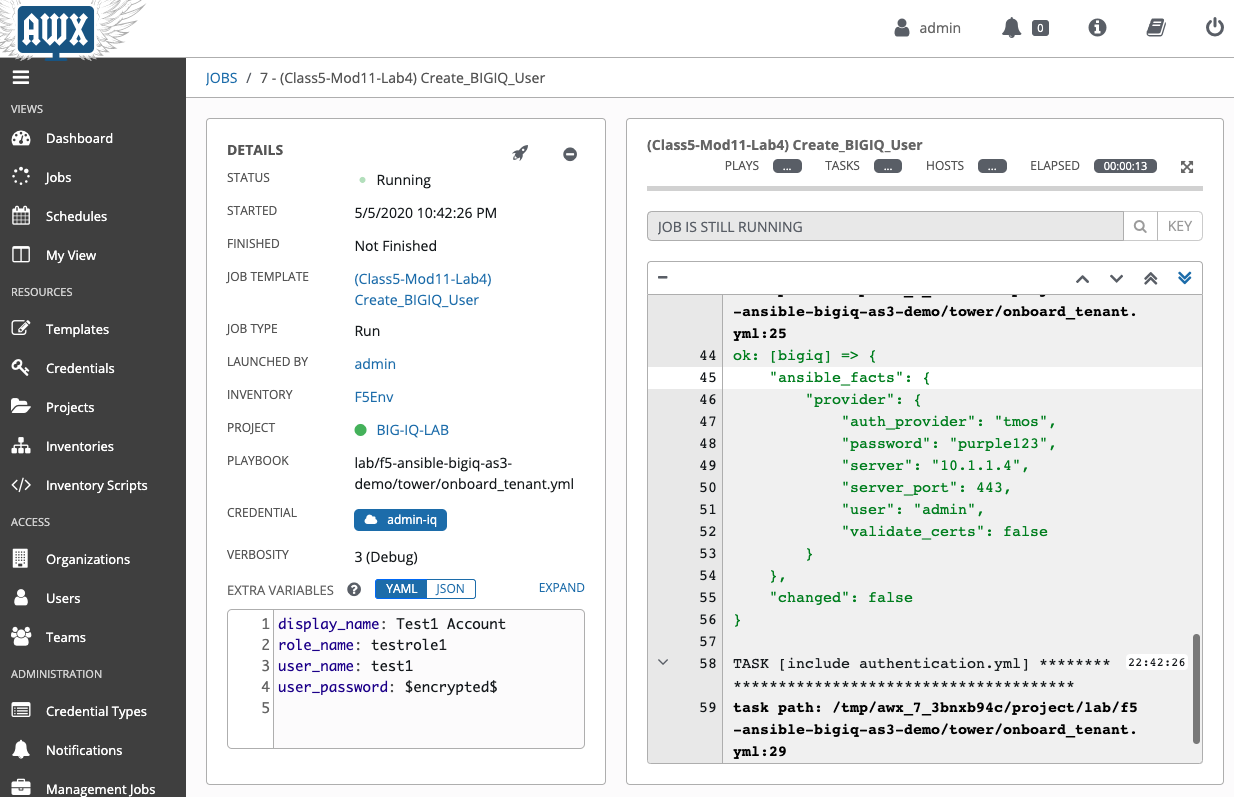 AWX
admin
0
VIEWS
Dashboard
Jobs
Schedules
My View
RESOURCES
Templates
Credentials
Projects
Inventories
Inventory Scripts
ACCESS
Organizations
Users
Teams
ADMINISTRATION
Credential Types
Notifications
Management Jobs
JOBS / 7 - (Class5-Mod11-Lab4) Create_BIGIQ_User
DETAILS
STATUS Running
STARTED 5/5/2020 10:42:26 PM
FINISHED Not Finished
JOB TEMPLATE (Class5-Mod11-Lab4)
Create_BIGIQ_User
JOB TYPE Run
LAUNCHED BY admin
INVENTORY F5Env
PROJECT BIG-IQ-LAB
PLAYBOOK lab/f5-ansible-bigiq-as3-
demo/tower/onboard_tenant.yml
CREDENTIAL admin-iq
VERBOSITY 3 (Debug)
EXTRA VARIABLES ? YAML JSON EXPAND
1 display_name: Test1 Account
2 role_name: testrole1
3 user_name: test1
4 user_password: $encrypted$
5
(Class5-Mod11-Lab4) Create_BIGIQ_User
PLAYS ... TASKS ... HOSTS ... ELAPSED 00:00:13
JOB IS STILL RUNNING KEY
-ansible-bigiq-as3-demo/tower/onboard_tenant.
yml:25
44 ok: [bigiq] => {
45 "ansible_facts": {
46 "provider": {
47 "auth_provider": "tmos",
48 "password": "purple123",
49 "server": "10.1.1.4",
50 "server_port": 443,
51 "user": "admin",
52 "validate_certs": false
53 }
54 },
55 "changed": false
56 }
57
58 TASK [include authentication.yml] ******** 22:42:26
**************************************
59 task path: /tmp/awx_7_3bnxb94c/project/lab/f5
-ansible-bigiq-as3-demo/tower/onboard_tenant.
yml:29